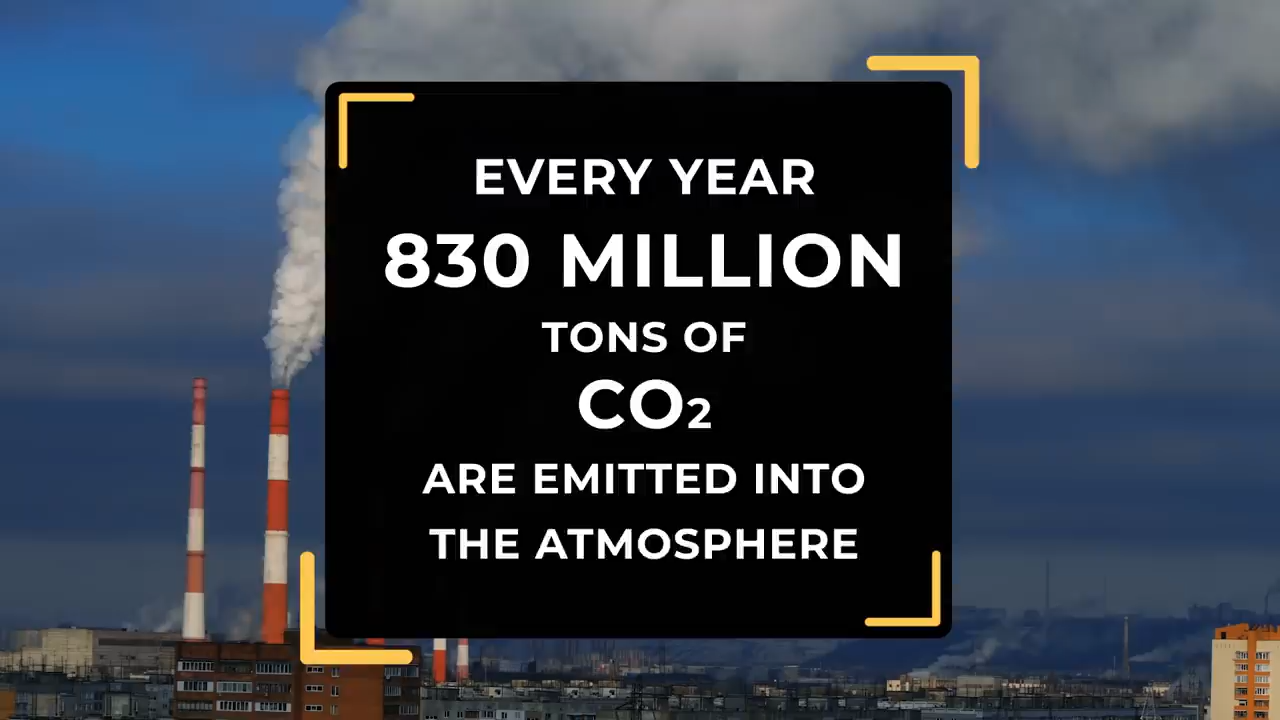 EVERY YEAR
830 MILLION
TONS OF
CO₂
ARE EMITTED INTO
THE ATMOSPHERE